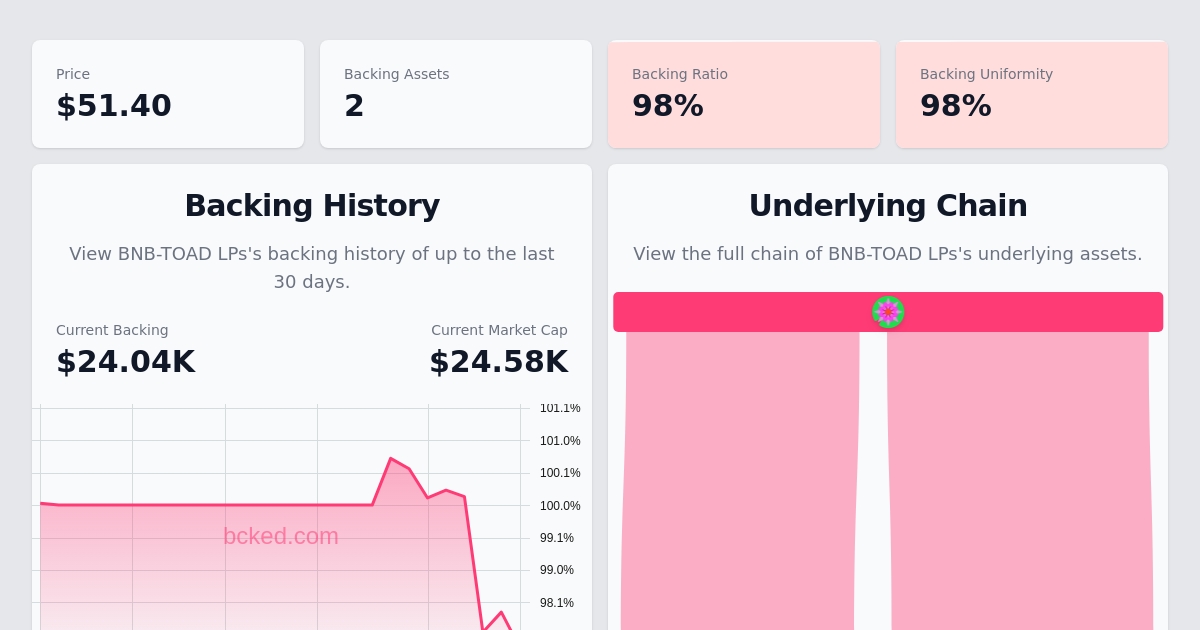 Price
$51.40
Backing Assets
2
Backing Ratio
98%
Backing Uniformity
98%
Backing History
View BNB-TOAD LPs's backing history of up to the last
30 days.
Current Backing
$24.04K
Current Market Cap
$24.58K
101.1%
101.0%
100.1%
100.0%
99.1%
99.0%
98.1%
bcked.com
Underlying Chain
View the full chain of BNB-TOAD LPs's underlying assets.